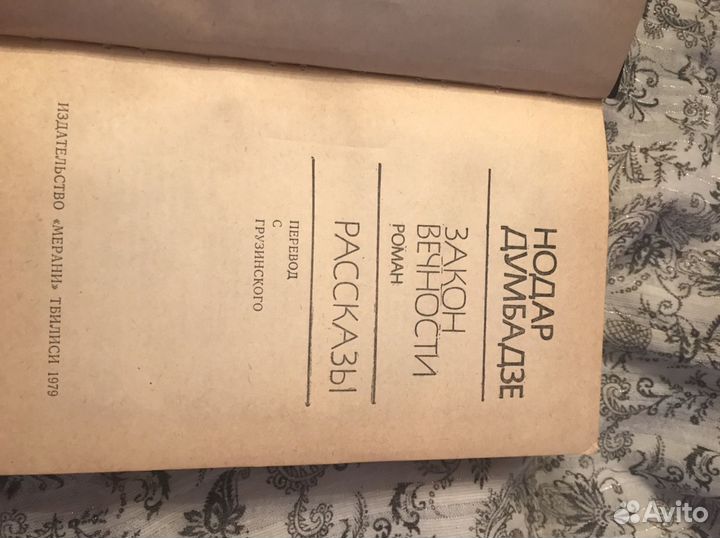 НОДАР
ДУМБАДЗЕ
ЗАКОН
ВЕЧНОСТИ
РОМАН
РАССКАЗЫ
ПЕРЕВОД
С
ГРУЗИНСКОГО
ИЗДАТЕЛЬСТВО «МЕРАНИ» ТБИЛИСИ 1979
Avito